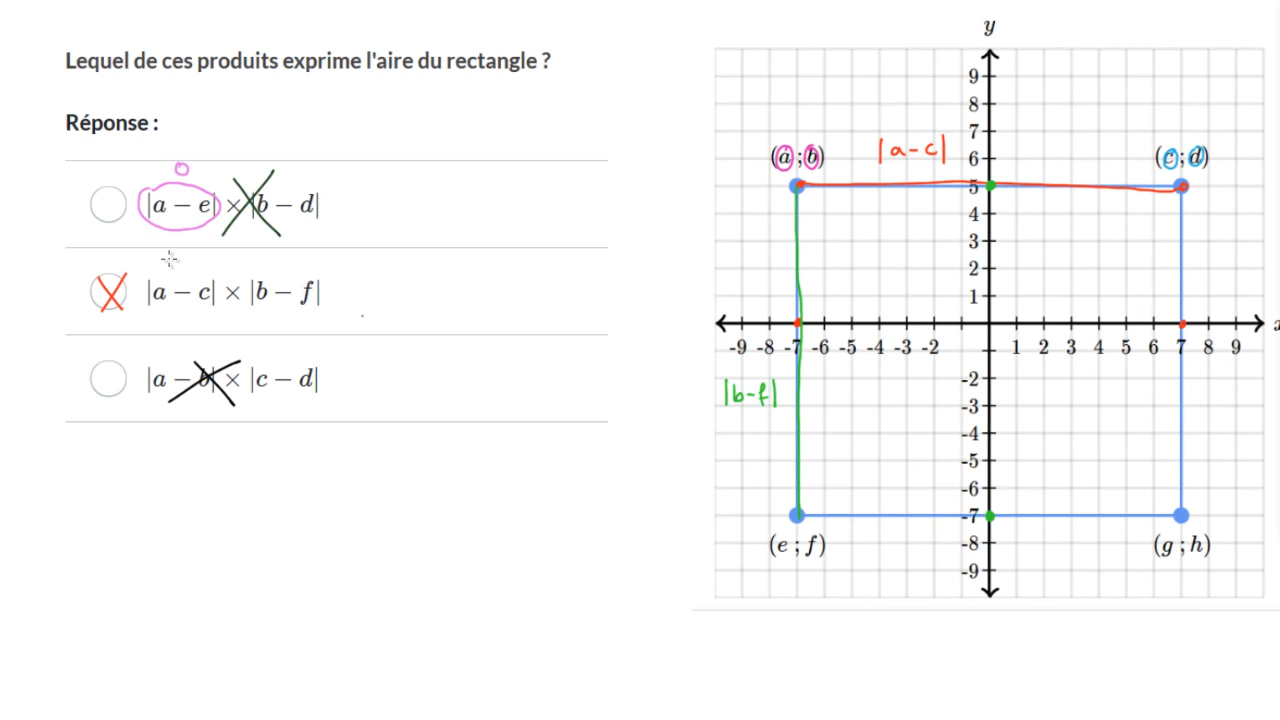 Lequel de ces produits exprime l'aire du rectangle ?
Réponse :
0
|a − e| × |b − d|
|a − c| × |b − f|
|a − b| × |c − d|
y
9
8
7
(a ; b) |a-c| 6 (c ; d)
5
4
3
2
1
x
-9 -8 -7 -6 -5 -4 -3 -2 1 2 3 4 5 6 7 8 9
-2
|b-f| -3
-4
-5
-6
-7
(e ; f) -8 (g ; h)
-9